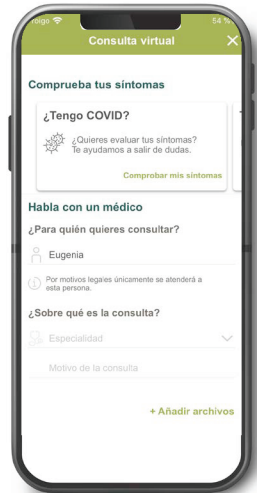 54 %
Consulta virtual
Comprueba tus síntomas
¿Tengo COVID?
¿Quieres evaluar tus síntomas?
Te ayudamos a salir de dudas.
Comprobar mis síntomas
Habla con un médico
¿Para quién quieres consultar?
Eugenia
Por motivos legales únicamente se atenderá a
esta persona.
¿Sobre qué es la consulta?
Especialidad
Motivo de la consulta
+ Añadir archivos